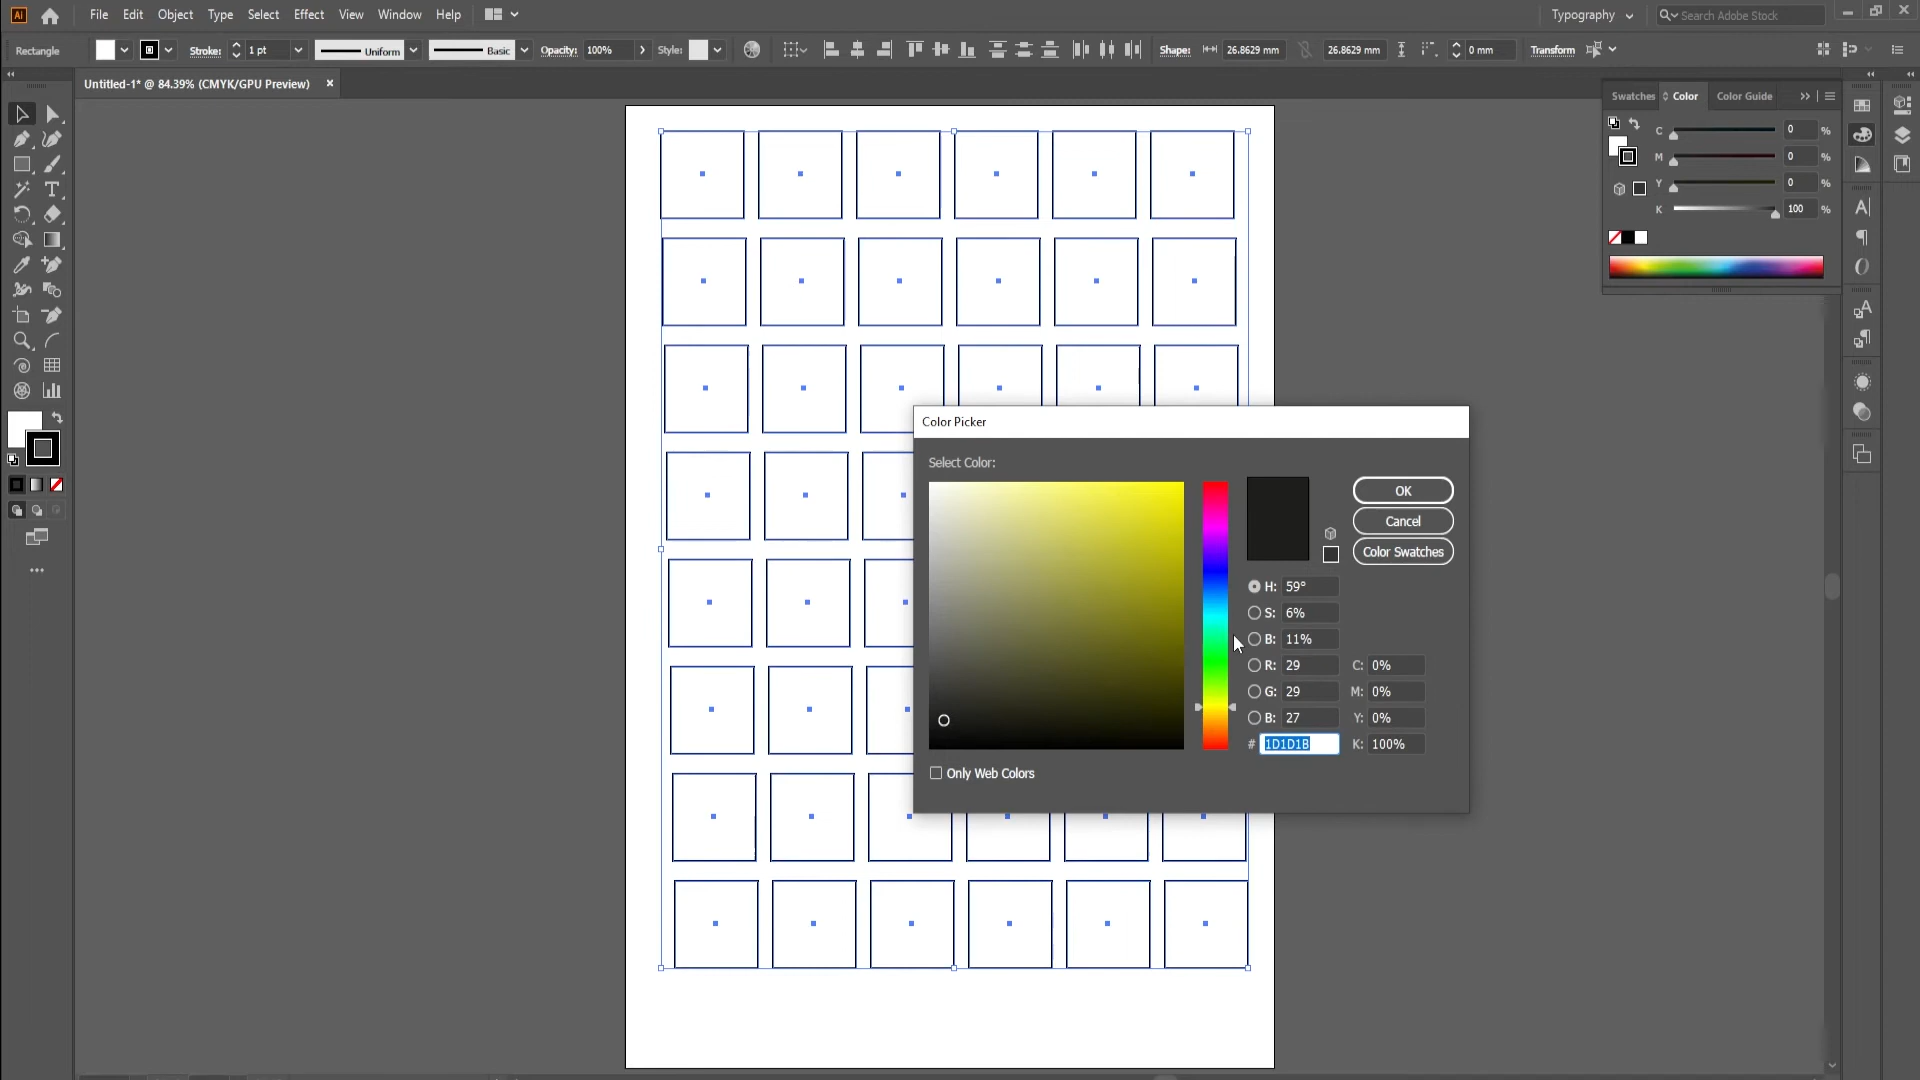 Ai File Edit Object Type Select Effect View Window Help Typography Search Adobe Stock
Rectangle Stroke: 1 pt Uniform Basic Opacity: 100% Style: Shape: 26.8629 mm 26.8629 mm 0 mm Transform
Untitled-1* @ 84.39% (CMYK/GPU Preview) ×
Swatches Color Color Guide
C 0 %
M 0 %
Y 0 %
K 100 %
Color Picker
Select Color:
OK
Cancel
Color Swatches
H: 59°
S: 6%
B: 11%
R: 29 C: 0%
G: 29 M: 0%
B: 27 Y: 0%
# 1D1D1B K: 100%
Only Web Colors